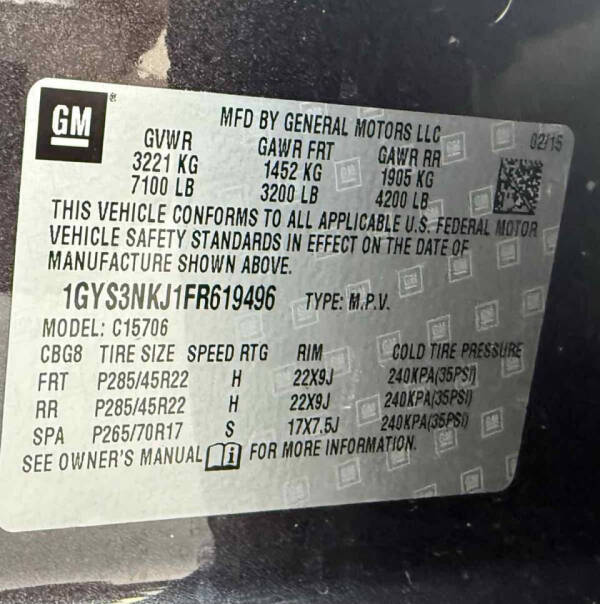 GM
MFD BY GENERAL MOTORS LLC
02/15
GVWR GAWR FRT GAWR RR
3221 KG 1452 KG 1905 KG
7100 LB 3200 LB 4200 LB
THIS VEHICLE CONFORMS TO ALL APPLICABLE U.S. FEDERAL MOTOR
VEHICLE SAFETY STANDARDS IN EFFECT ON THE DATE OF
MANUFACTURE SHOWN ABOVE.
1GYS3NKJ1FR619496 TYPE: M.P.V.
MODEL: C15706
CBG8 TIRE SIZE SPEED RTG RIM COLD TIRE PRESSURE
FRT P285/45R22 H 22X9J 240KPA(35PSI)
RR P285/45R22 H 22X9J 240KPA(35PSI)
SPA P265/70R17 S 17X7.5J 240KPA(35PSI)
SEE OWNER'S MANUAL i FOR MORE INFORMATION.